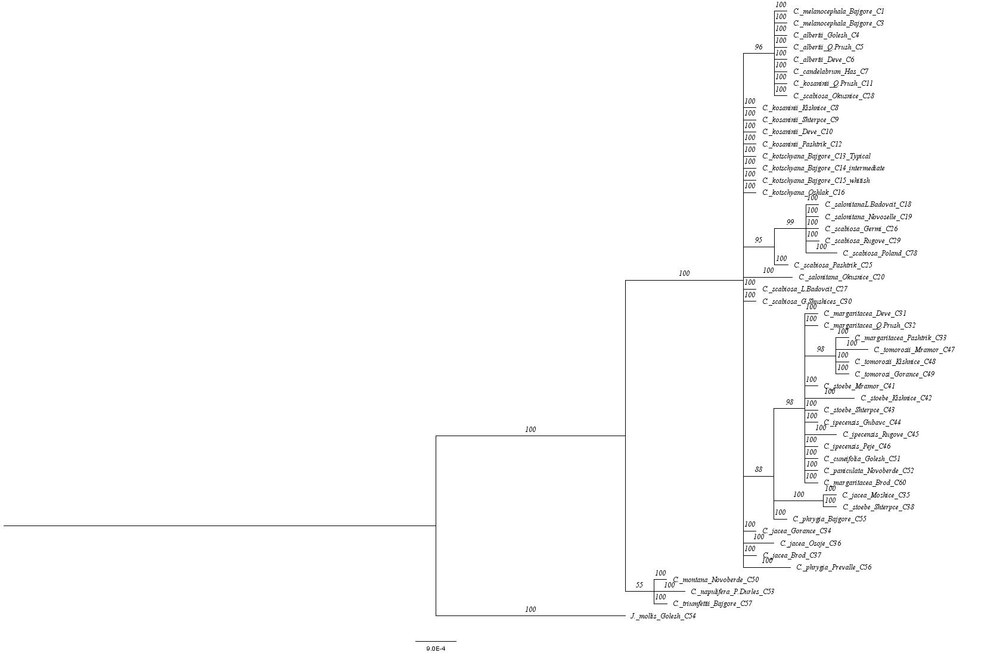 100
C._melanocephala_Bajgore_C1
100
C._melanocephala_Bajgore_C3
100
C._albertii_Golesh_C4
100
96
C._albertii_Q.Prush_C5
100
C._albertii_Deve_C6
100
C._candelabrum_Has_C7
100
C._kosaninii_Q.Prush_C11
100
C._scabiosa_Okusnice_C28
100
C._kosaninii_Kishnice_C8
100
C._kosaninii_Shterpce_C9
100
C._kosaninii_Deve_C10
100
C._kosaninii_Pashtrik_C12
100
C._kotschyana_Bajgore_C13_Typical
100
C._kotschyana_Bajgore_C14_intermediate
100
C._kotschyana_Bajgore_C15_whitish
100
C._kotschyana_Oshlak_C16
100
C._salonitanaL.Badovcit_C18
100
C._salonitana_Novoselle_C19
99
100
C._scabiosa_Germi_C26
100
95
C._scabiosa_Rugove_C29
100
C._scabiosa_Poland_C78
100
C._scabiosa_Pashtrik_C25
100
100
C._salonitana_Okusnice_C20
100
C._scabiosa_L.Badovcit_C27
100
C._scabiosa_G.Shushices_C30
100
C._margaritacea_Deve_C31
100
C._margaritacea_Q.Prush_C32
100
C._margaritacea_Pashtrik_C33
100
98
C._tomorosii_Mramor_C47
100
C._tomorosii_Kishnice_C48
100
C._tomorosi_Gorance_C49
100
C._stoebe_Mramor_C41
100
C._stoebe_Kishnice_C42
98
100
C._stoebe_Shterpce_C43
100
C._ipecensis_Gubavc_C44
100
100
C._ipecensis_Rugove_C45
100
C._ipecensis_Peje_C46
100
C._cuneifolia_Golesh_C51
100
88
C._paniculata_Novoberde_C52
100
C._margaritacea_Brod_C60
100
100
C._jacea_Moshice_C35
100
C._stoebe_Shterpce_C38
100
C._phrygia_Bajgore_C55
100
C._jacea_Gorance_C34
100
C._jacea_Osoje_C36
100
C._jacea_Brod_C37
100
C._phrygia_Prevalle_C56
100
C._montana_Novoberde_C50
55
100
C._napulifera_P.Durles_C53
100
C._triumfettii_Bajgore_C57
100
J._mollis_Golesh_C54
9.0E-4